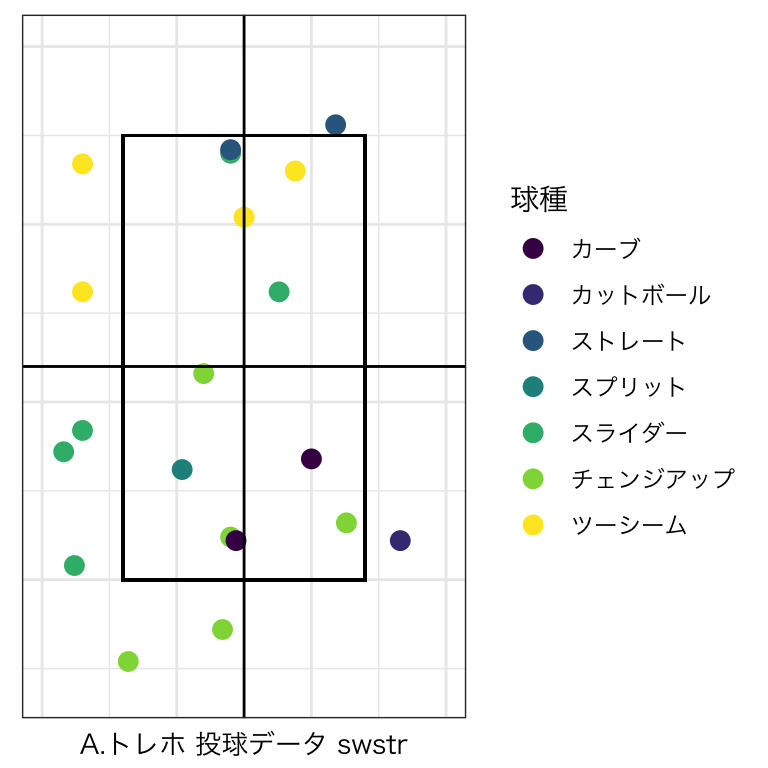 球種
カーブ
カットボール
ストレート
スプリット
スライダー
チェンジアップ
ツーシーム
A.トレホ 投球データ swstr